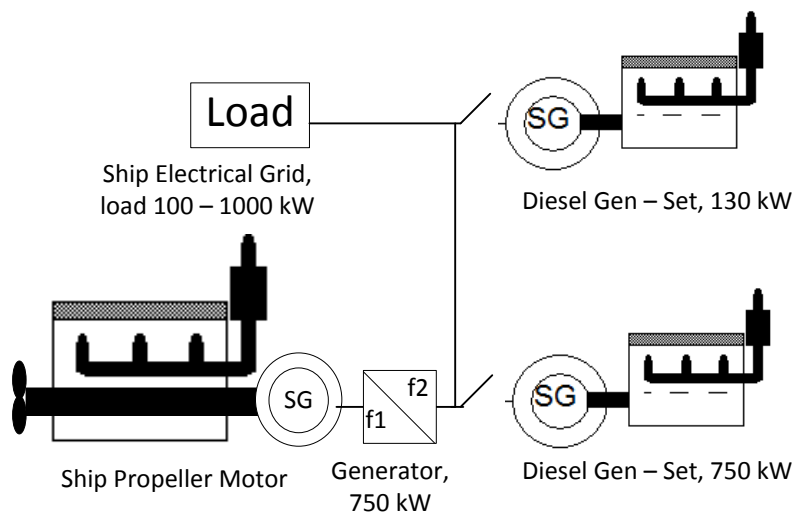 Load
SG
Ship Electrical Grid,
load 100 – 1000 kW
Diesel Gen – Set, 130 kW
SG
f1
f2
SG
Ship Propeller Motor
Generator,
750 kW
Diesel Gen – Set, 750 kW